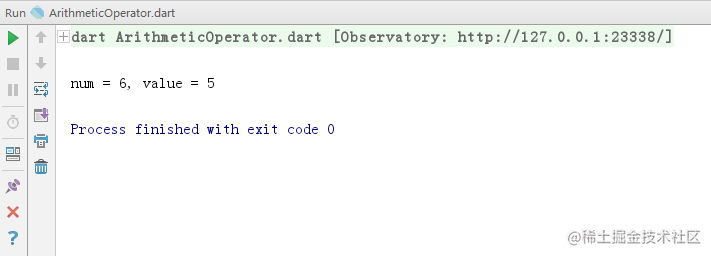 Run ArithmeticOperator.dart
dart ArithmeticOperator.dart [Observatory: http://127.0.0.1:23338/]
num = 6, value = 5
Process finished with exit code 0
@稀土掘金技术社区